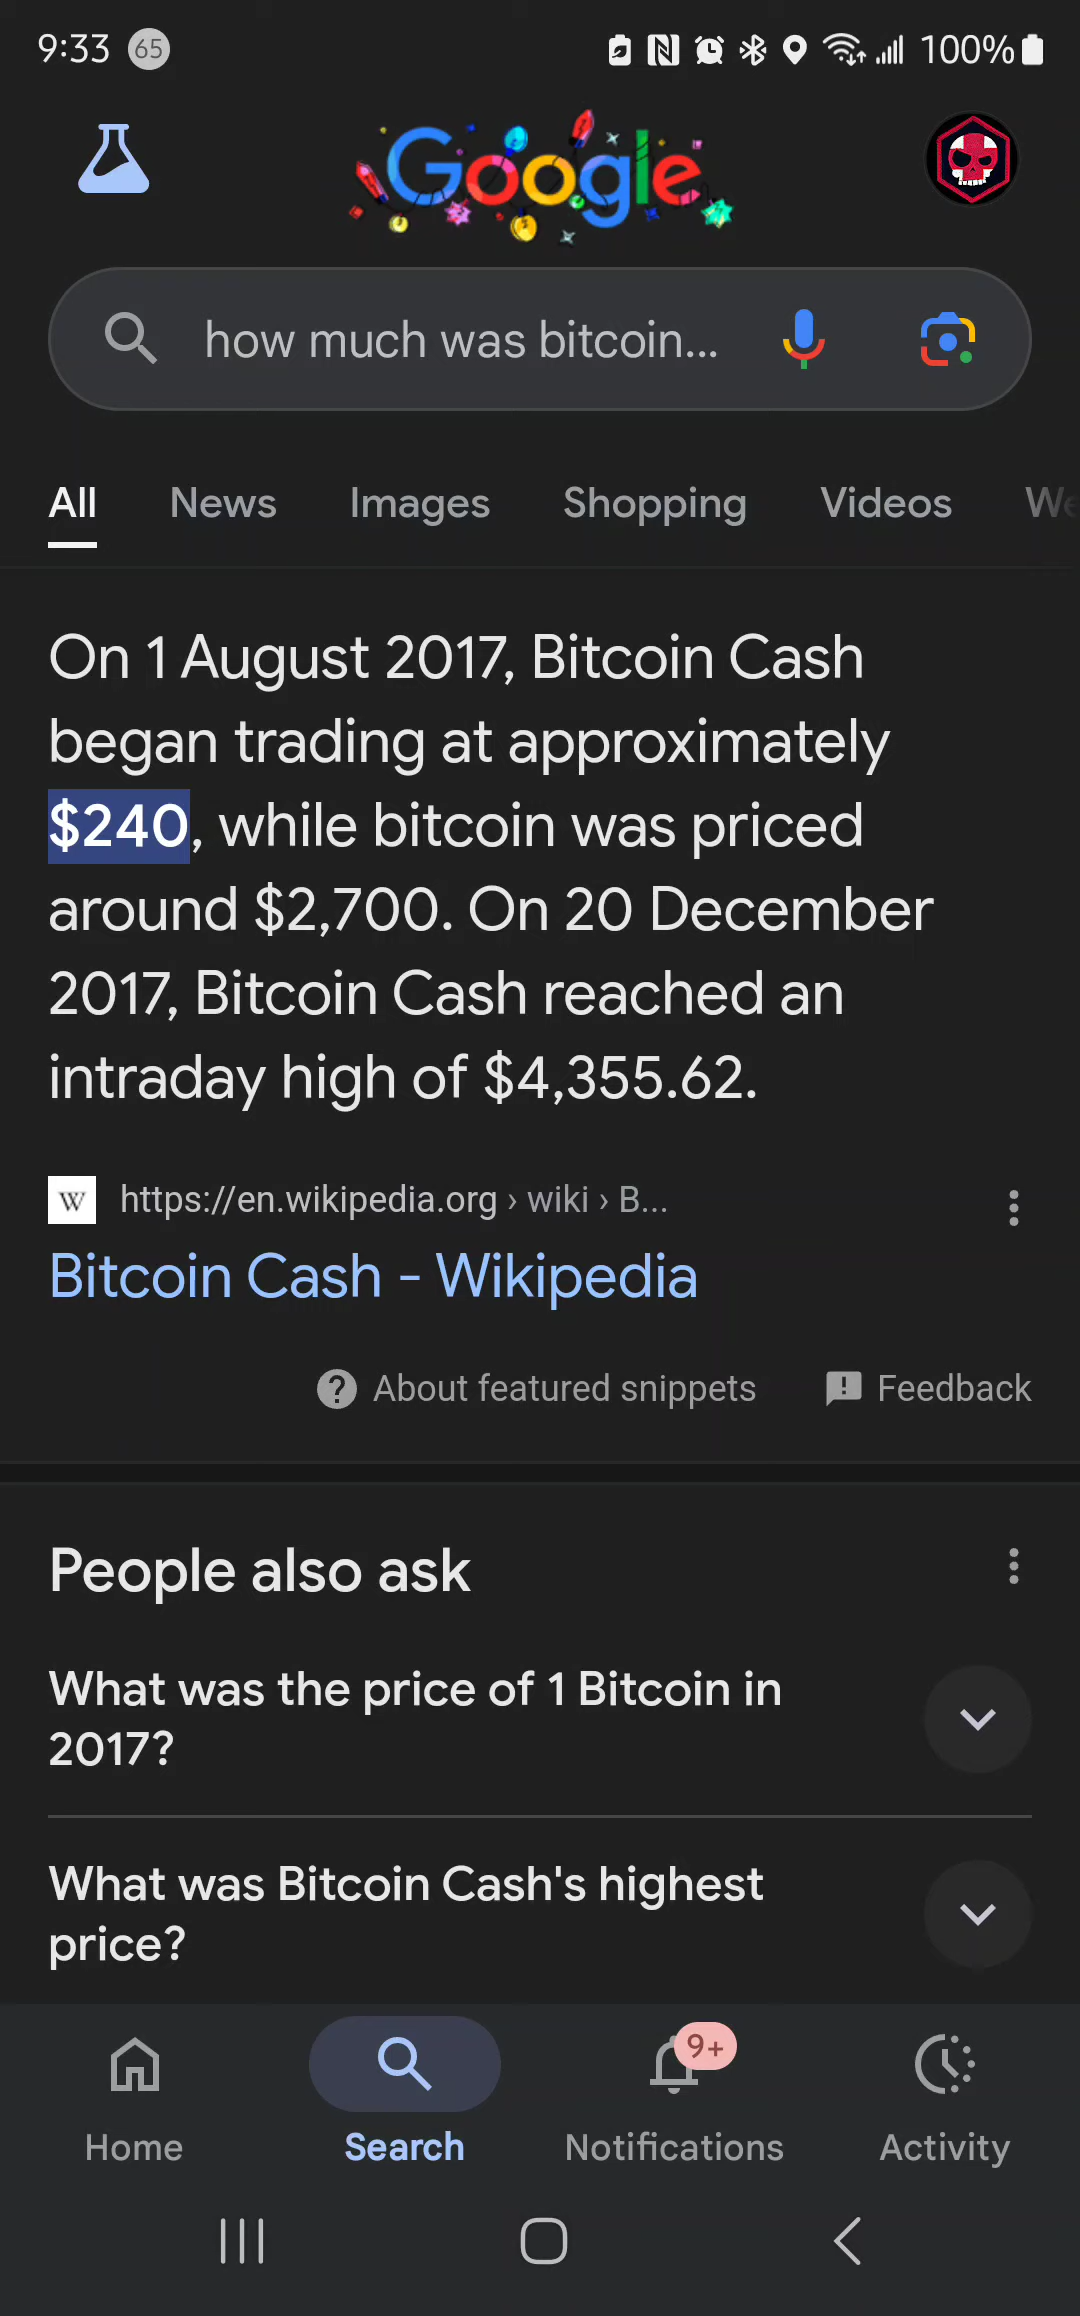 9:33 65 100%
Google
how much was bitcoin...
All News Images Shopping Videos We
On 1 August 2017, Bitcoin Cash
began trading at approximately
$240, while bitcoin was priced
around $2,700. On 20 December
2017, Bitcoin Cash reached an
intraday high of $4,355.62.
W https://en.wikipedia.org › wiki › B...
Bitcoin Cash - Wikipedia
About featured snippets Feedback
People also ask
What was the price of 1 Bitcoin in
2017?
What was Bitcoin Cash's highest
price?
9+
Home Search Notifications Activity